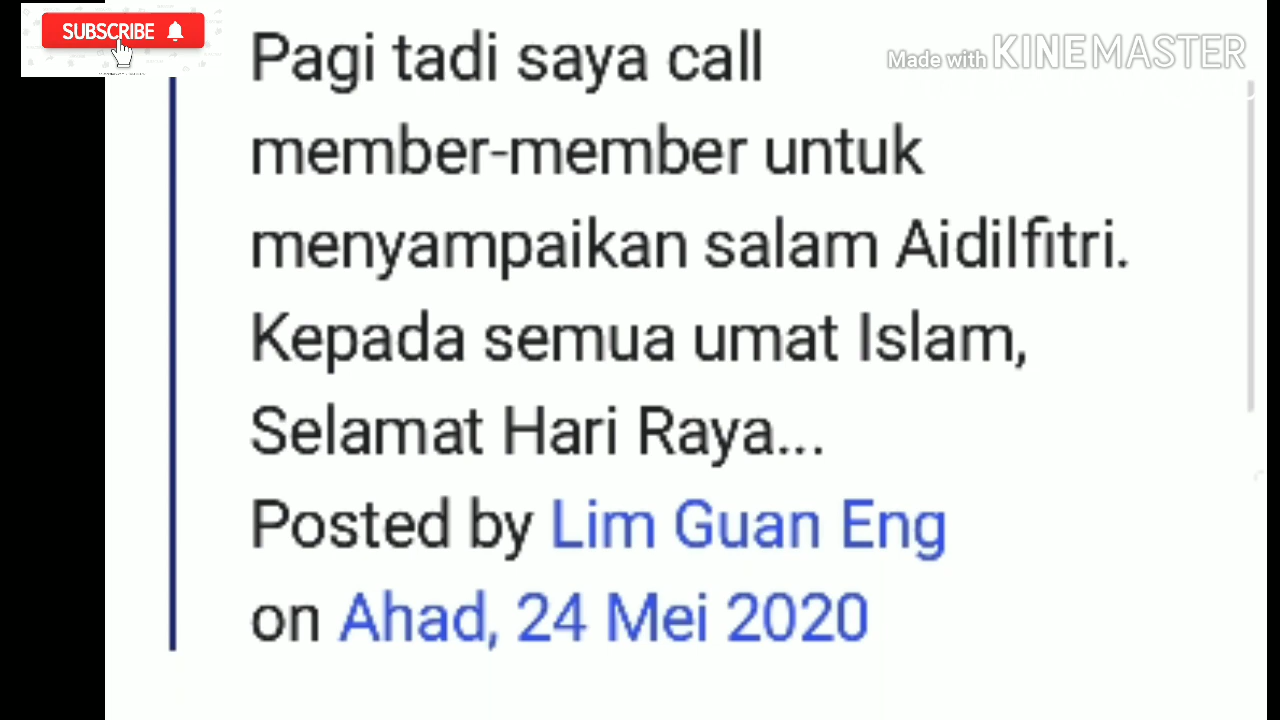 SUBSCRIBE
Made with KINEMASTER
Pagi tadi saya call
member-member untuk
menyampaikan salam Aidilfitri.
Kepada semua umat Islam,
Selamat Hari Raya...
Posted by Lim Guan Eng
on Ahad, 24 Mei 2020